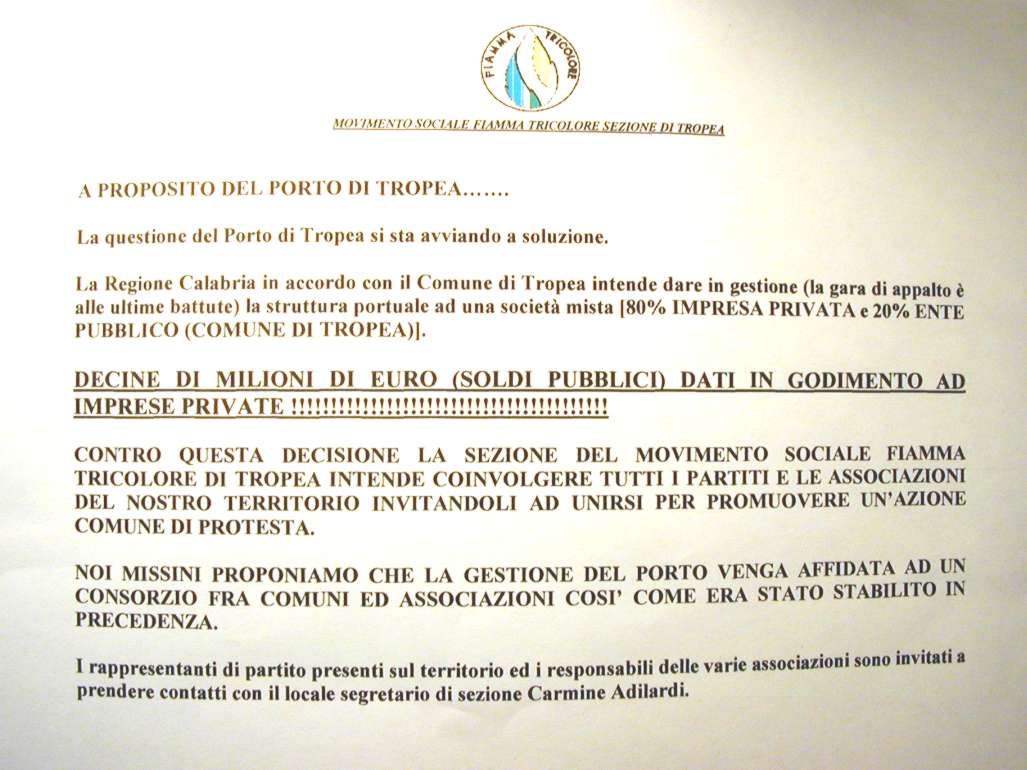 FIAMMA TRICOLORE
MOVIMENTO SOCIALE FIAMMA TRICOLORE SEZIONE DI TROPEA
A PROPOSITO DEL PORTO DI TROPEA…….
La questione del Porto di Tropea si sta avviando a soluzione.
La Regione Calabria in accordo con il Comune di Tropea intende dare in gestione (la gara di appalto è
alle ultime battute) la struttura portuale ad una società mista [80% IMPRESA PRIVATA e 20% ENTE
PUBBLICO (COMUNE DI TROPEA)].
DECINE DI MILIONI DI EURO (SOLDI PUBBLICI) DATI IN GODIMENTO AD
IMPRESE PRIVATE !!!!!!!!!!!!!!!!!!!!!!!!!!!!!!!!!!!!!!!!
CONTRO QUESTA DECISIONE LA SEZIONE DEL MOVIMENTO SOCIALE FIAMMA
TRICOLORE DI TROPEA INTENDE COINVOLGERE TUTTI I PARTITI E LE ASSOCIAZIONI
DEL NOSTRO TERRITORIO INVITANDOLI AD UNIRSI PER PROMUOVERE UN'AZIONE
COMUNE DI PROTESTA.
NOI MISSINI PROPONIAMO CHE LA GESTIONE DEL PORTO VENGA AFFIDATA AD UN
CONSORZIO FRA COMUNI ED ASSOCIAZIONI COSI' COME ERA STATO STABILITO IN
PRECEDENZA.
I rappresentanti di partito presenti sul territorio ed i responsabili delle varie associazioni sono invitati a
prendere contatti con il locale segretario di sezione Carmine Adilardi.